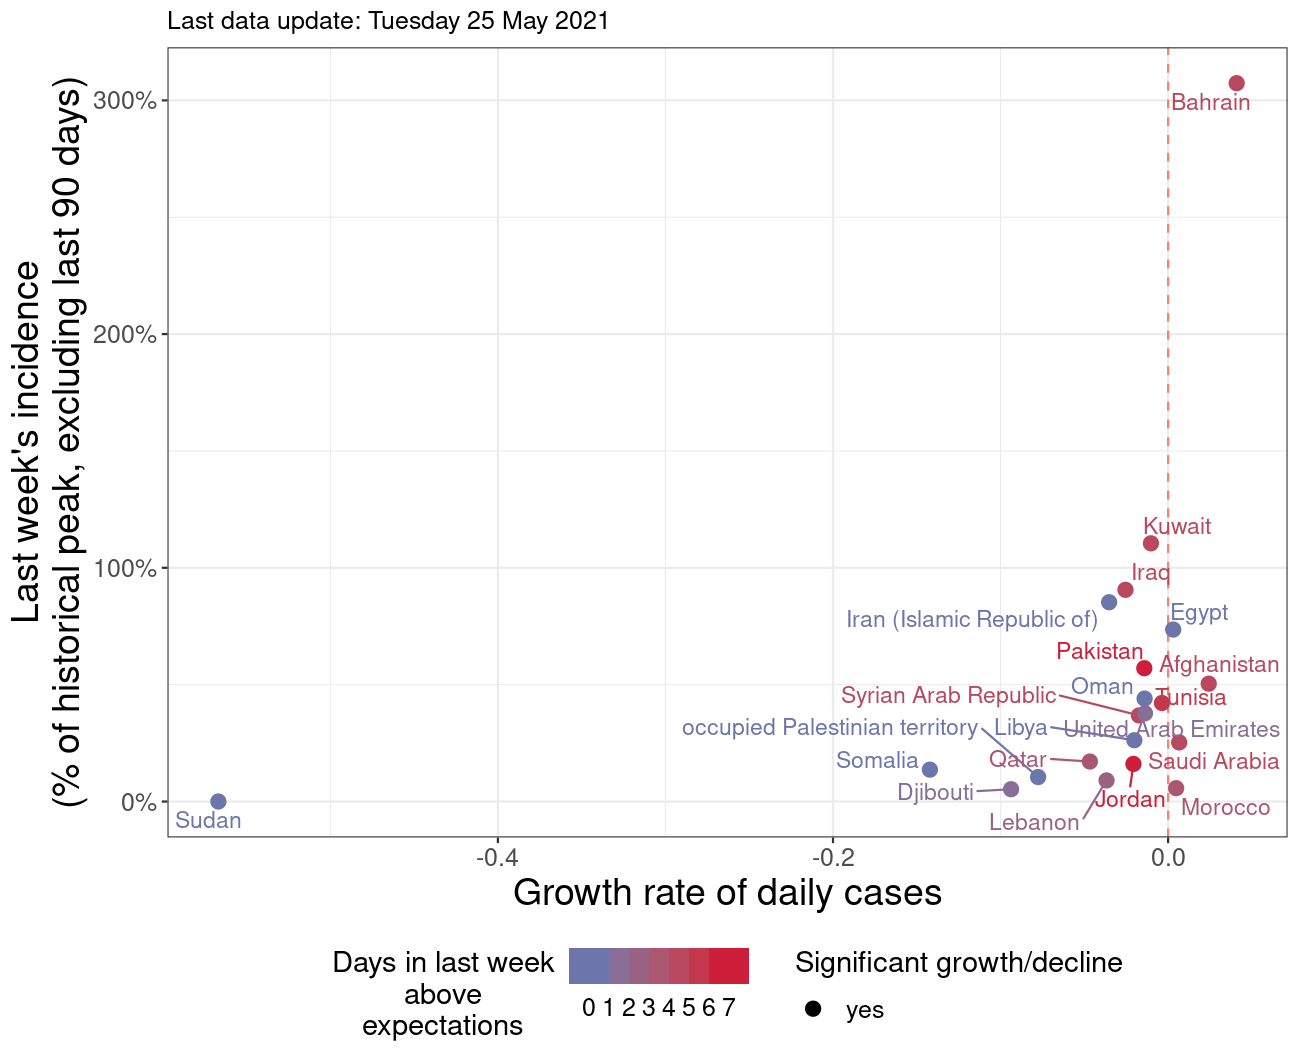 Last data update: Tuesday 25 May 2021
Last week's incidence
(% of historical peak, excluding last 90 days)
300%
200%
100%
0%
Bahrain
Kuwait
Iraq
Iran (Islamic Republic of)
Egypt
Pakistan
Afghanistan
Oman
Syrian Arab Republic
Tunisia
occupied Palestinian territory
Libya
United Arab Emirates
Somalia
Qatar
Saudi Arabia
Djibouti
Jordan
Morocco
Lebanon
Sudan
-0.4
-0.2
0.0
Growth rate of daily cases
Days in last week
above
expectations
0 1 2 3 4 5 6 7
Significant growth/decline
yes